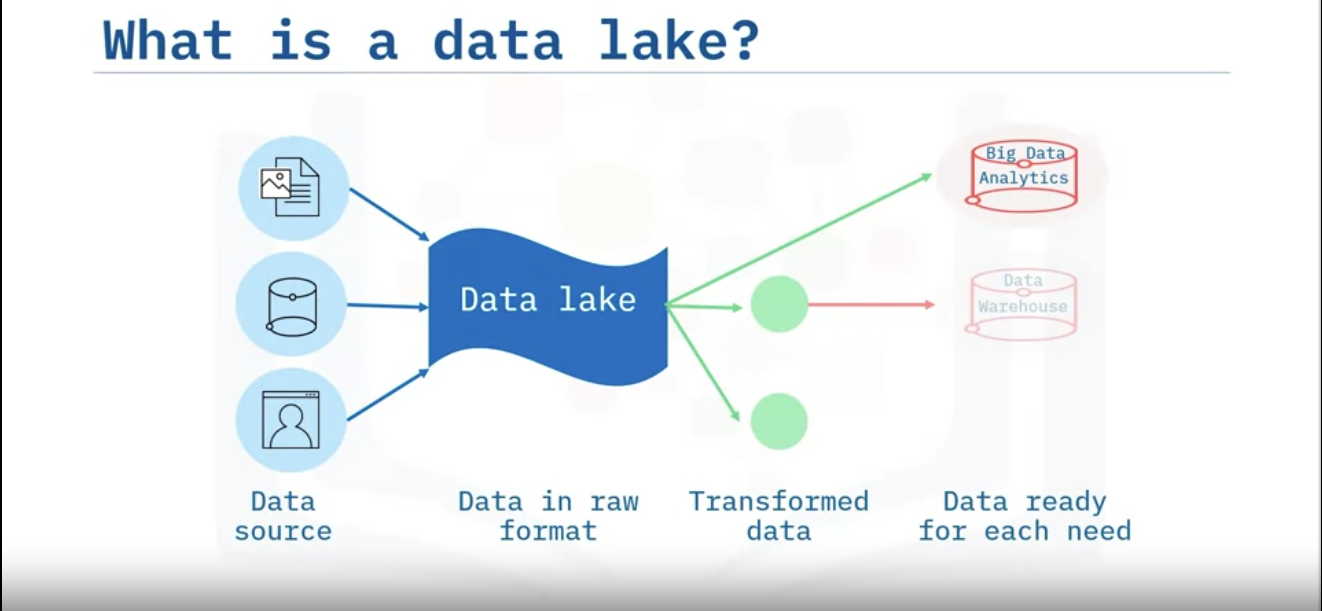 What is a data lake?
Big Data
Analytics
Data lake
Data
Warehouse
Data
source
Data in raw
format
Transformed
data
Data ready
for each need